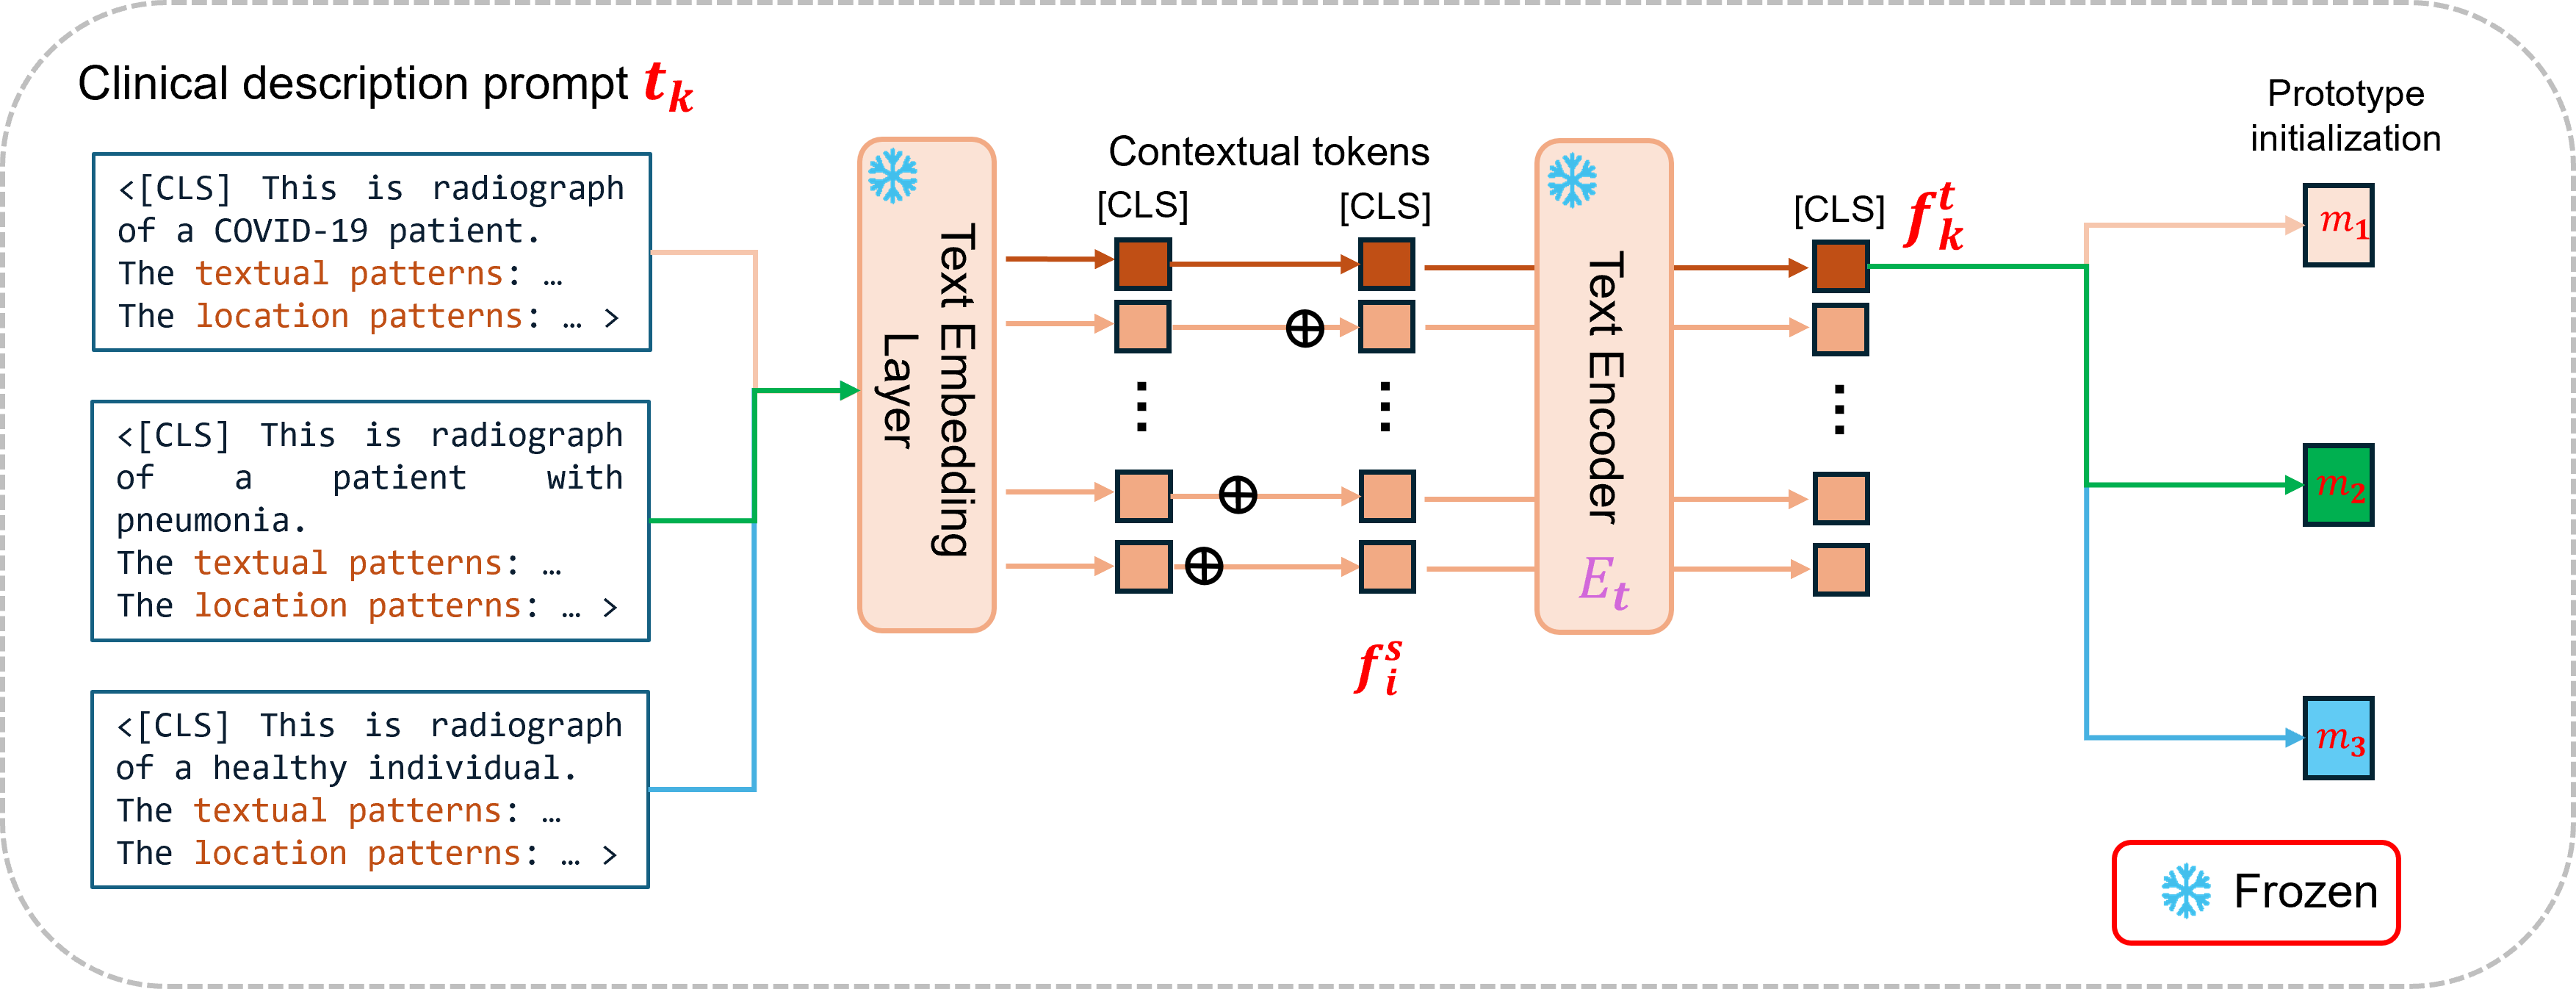 Clinical description prompt t_k
<[CLS] This is radiograph
of a COVID-19 patient.
The textual patterns: …
The location patterns: … >
<[CLS] This is radiograph
of a patient with
pneumonia.
The textual patterns: …
The location patterns: … >
<[CLS] This is radiograph
of a healthy individual.
The textual patterns: …
The location patterns: … >
Text Embedding
Layer
Contextual tokens
[CLS]
[CLS]
f_i^s
Text Encoder
E_t
[CLS]
f_k^t
Prototype
initialization
m_1
m_2
m_3
Frozen